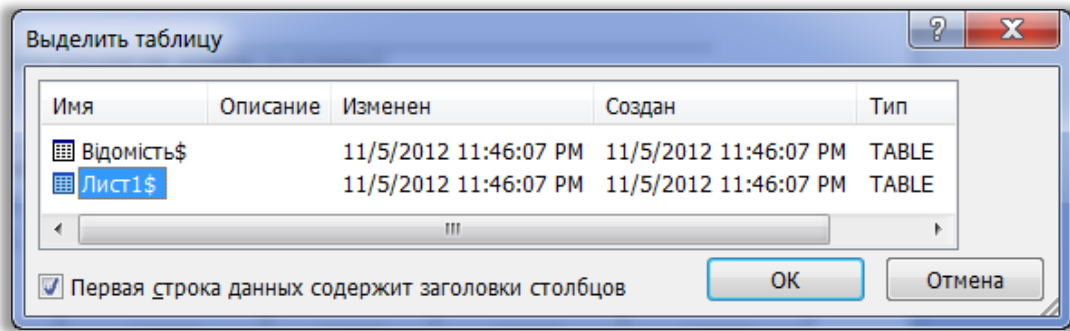 Выделить таблицу
Имя Описание Изменен Создан Тип
Відомість$ 11/5/2012 11:46:07 PM 11/5/2012 11:46:07 PM TABLE
Лист1$ 11/5/2012 11:46:07 PM 11/5/2012 11:46:07 PM TABLE
Первая строка данных содержит заголовки столбцов OK Отмена